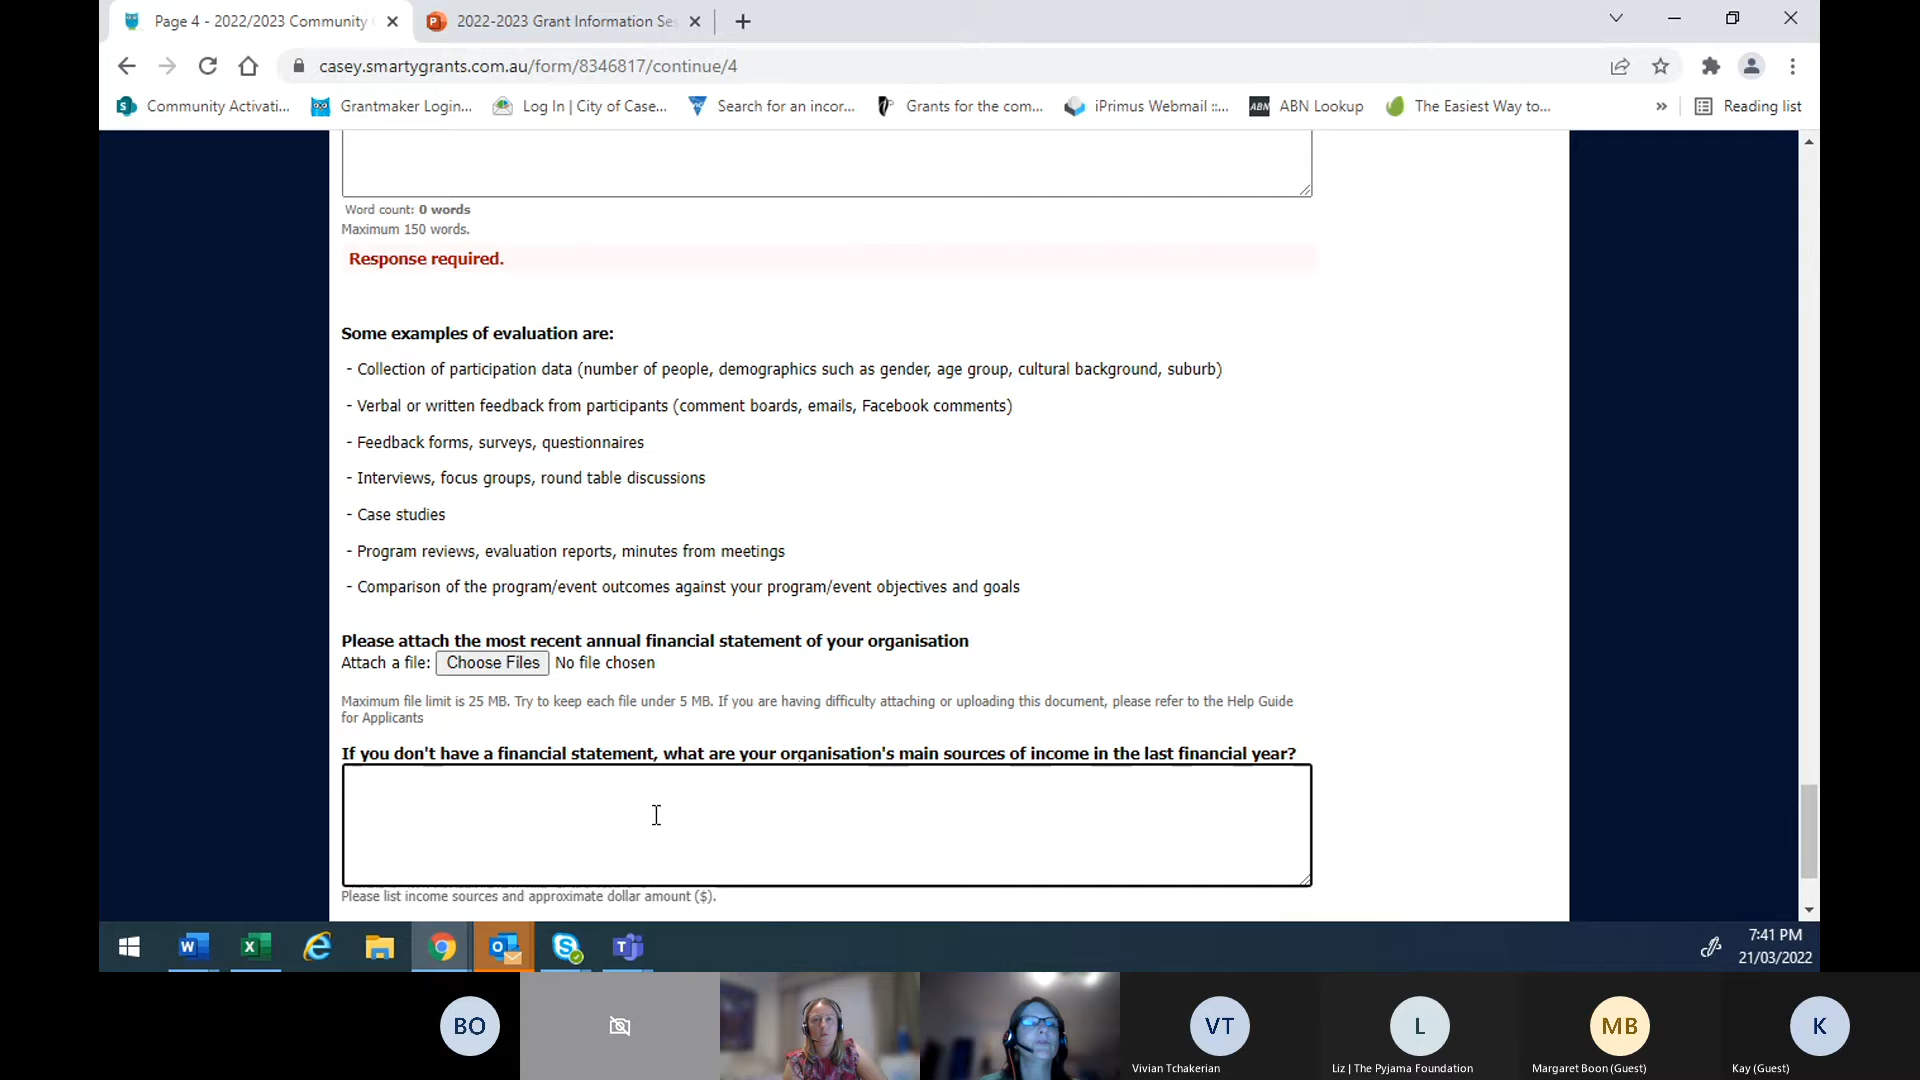 Page 4 - 2022/2023 Community
2022-2023 Grant Information Ses
casey.smartygrants.com.au/form/8346817/continue/4
Community Activati...
Grantmaker Login...
Log In | City of Case...
Search for an incor...
Grants for the com...
iPrimus Webmail ::...
ABN ABN Lookup
The Easiest Way to...
»
Reading list
Word count: 0 words
Maximum 150 words.
Response required.
Some examples of evaluation are:
- Collection of participation data (number of people, demographics such as gender, age group, cultural background, suburb)
- Verbal or written feedback from participants (comment boards, emails, Facebook comments)
- Feedback forms, surveys, questionnaires
- Interviews, focus groups, round table discussions
- Case studies
- Program reviews, evaluation reports, minutes from meetings
- Comparison of the program/event outcomes against your program/event objectives and goals
Please attach the most recent annual financial statement of your organisation
Attach a file: Choose Files No file chosen
Maximum file limit is 25 MB. Try to keep each file under 5 MB. If you are having difficulty attaching or uploading this document, please refer to the Help Guide
for Applicants
If you don't have a financial statement, what are your organisation's main sources of income in the last financial year?
Please list income sources and approximate dollar amount ($).
7:41 PM
21/03/2022
BO
VT
L
MB
K
Vivian Tchakerian
Liz | The Pyjama Foundation
Margaret Boon (Guest)
Kay (Guest)